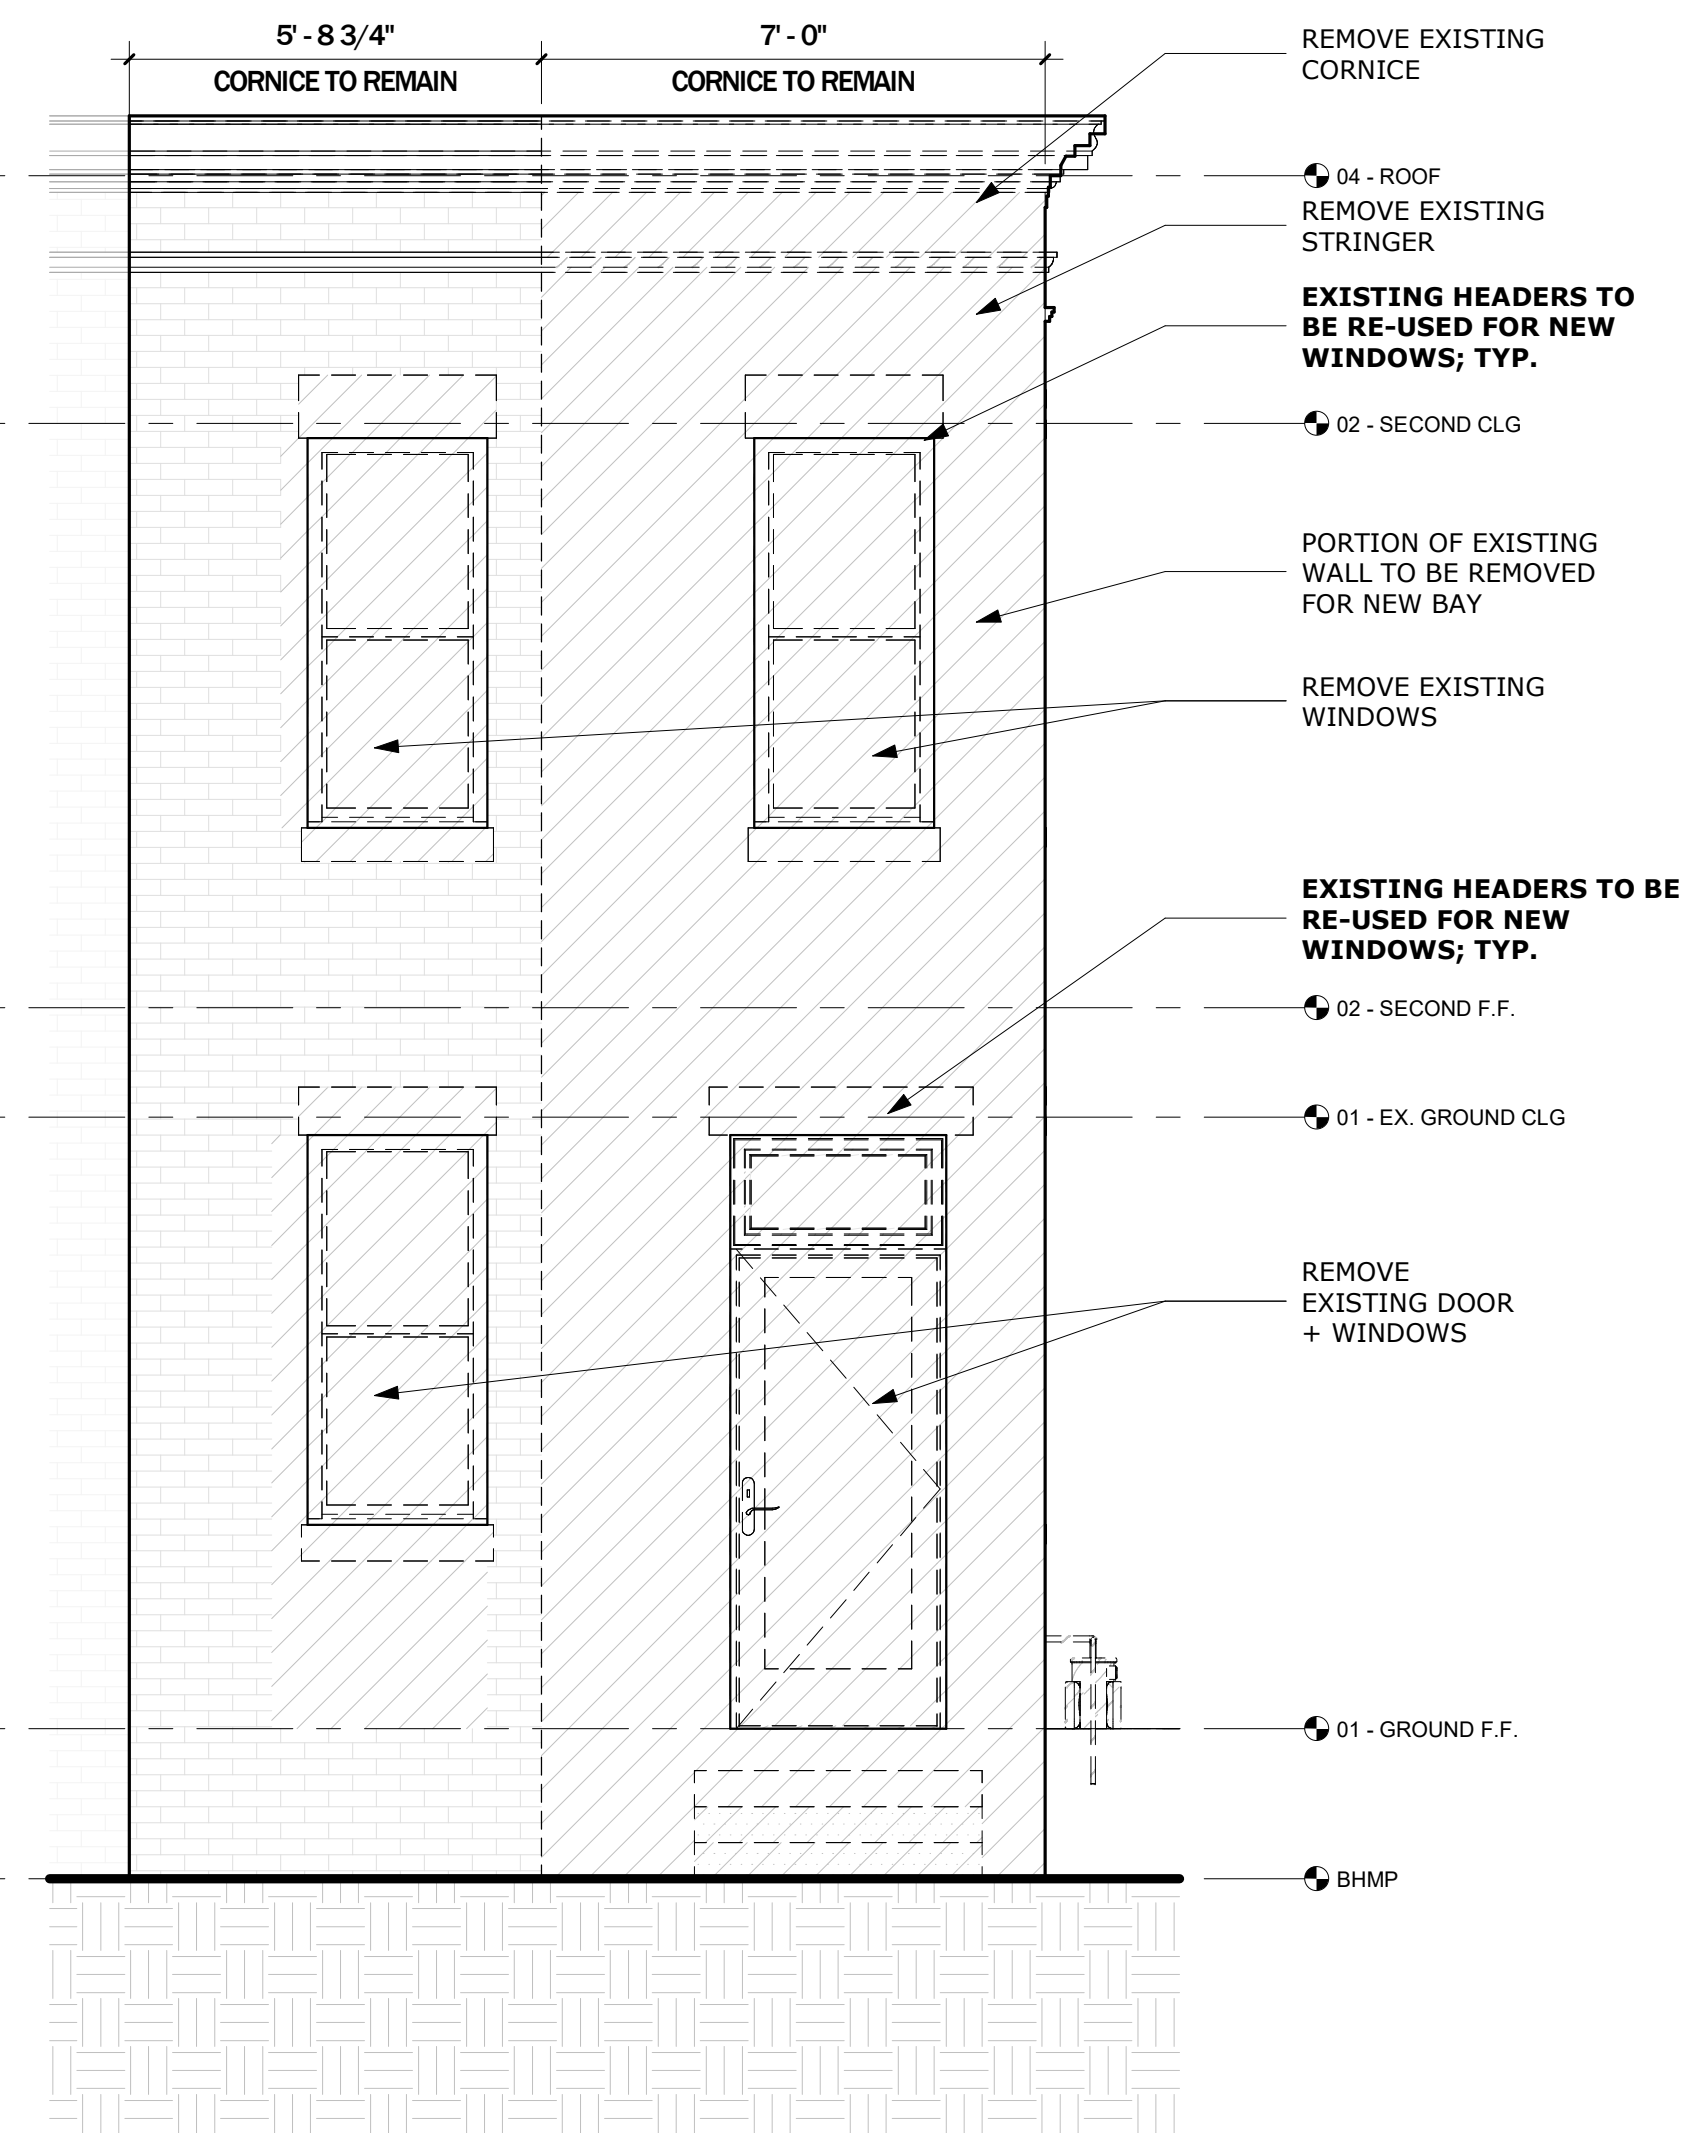 5' - 8 3/4"
7' - 0"
CORNICE TO REMAIN
CORNICE TO REMAIN
REMOVE EXISTING
CORNICE
04 - ROOF
REMOVE EXISTING
STRINGER
EXISTING HEADERS TO
BE RE-USED FOR NEW
WINDOWS; TYP.
02 - SECOND CLG
PORTION OF EXISTING
WALL TO BE REMOVED
FOR NEW BAY
REMOVE EXISTING
WINDOWS
EXISTING HEADERS TO BE
RE-USED FOR NEW
WINDOWS; TYP.
02 - SECOND F.F.
01 - EX. GROUND CLG
REMOVE
EXISTING DOOR
+ WINDOWS
01 - GROUND F.F.
BHMP